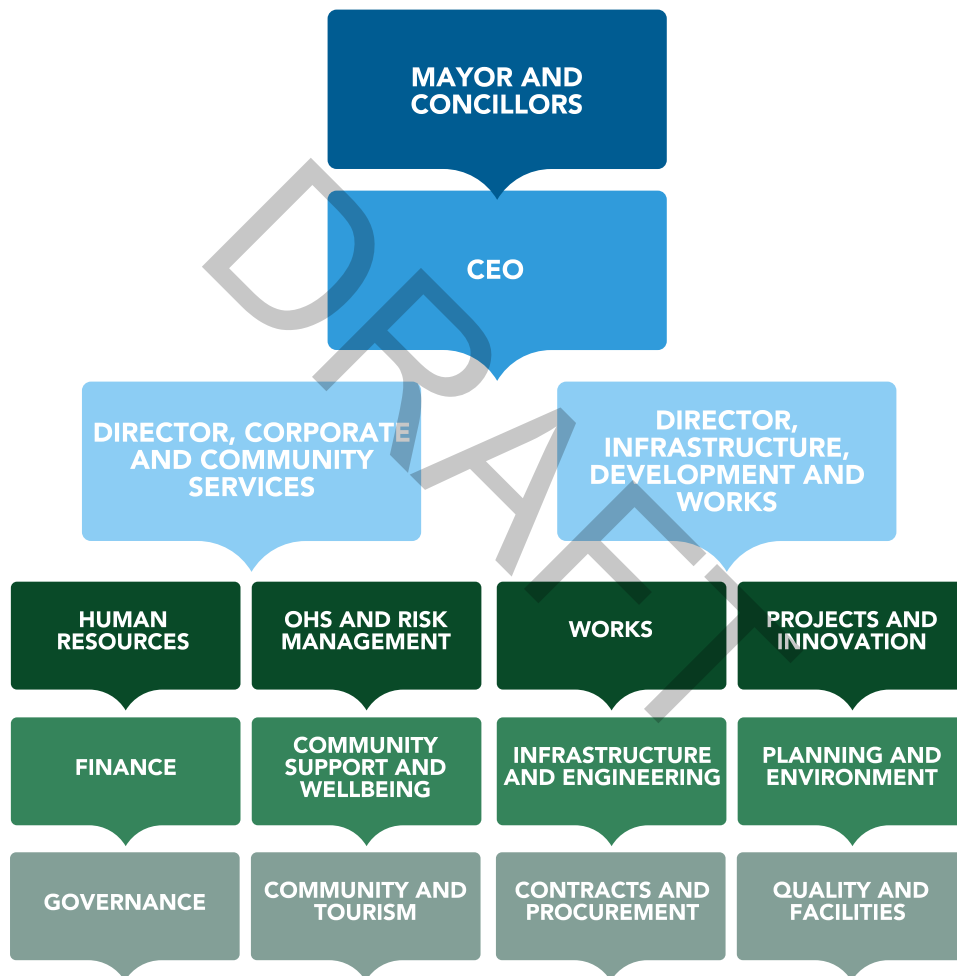 MAYOR AND
CONCILLORS
CEO
DIRECTOR, CORPORATE
AND COMMUNITY
SERVICES
DIRECTOR,
INFRASTRUCTURE,
DEVELOPMENT AND
WORKS
HUMAN
RESOURCES
OHS AND RISK
MANAGEMENT
WORKS
PROJECTS AND
INNOVATION
FINANCE
COMMUNITY
SUPPORT AND
WELLBEING
INFRASTRUCTURE
AND ENGINEERING
PLANNING AND
ENVIRONMENT
GOVERNANCE
COMMUNITY AND
TOURISM
CONTRACTS AND
PROCUREMENT
QUALITY AND
FACILITIES
DRAFT